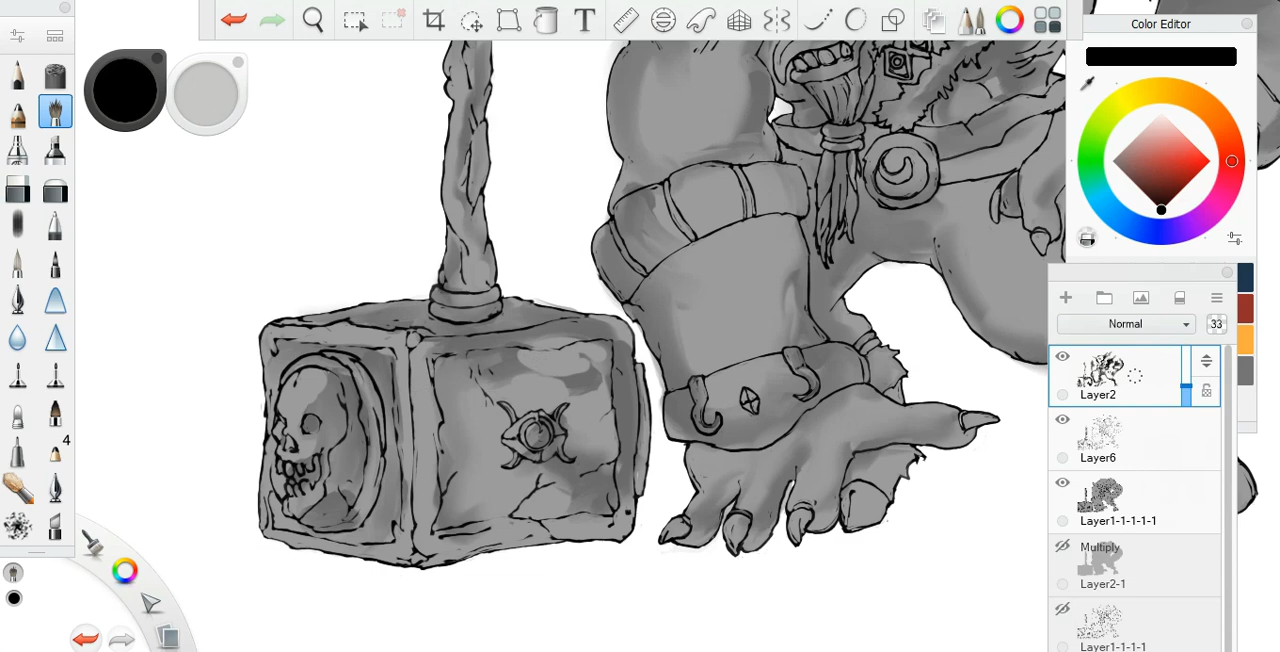 T
Color Editor
Normal
33
Layer2
Layer6
Layer1-1-1-1-1
Multiply
Layer2-1
Layer1-1-1-1
4